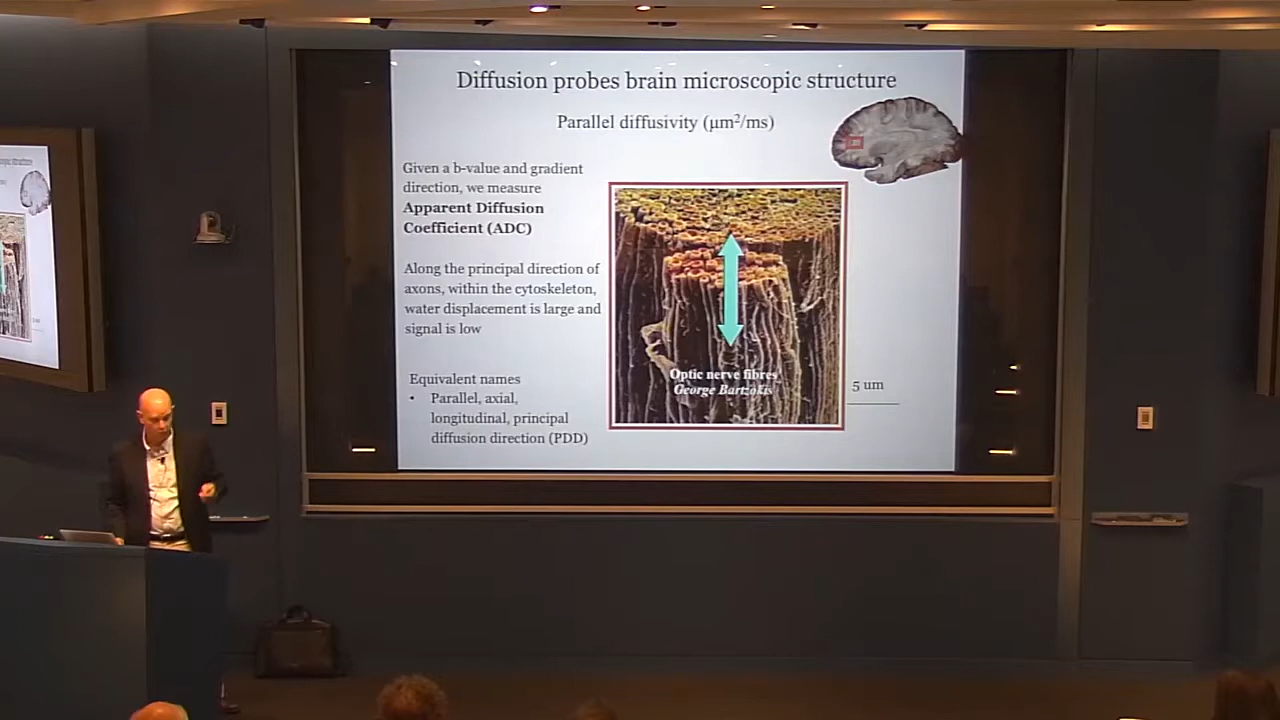 Diffusion probes brain microscopic structure
Parallel diffusivity (μm²/ms)
Given a b-value and gradient
direction, we measure
Apparent Diffusion
Coefficient (ADC)
Along the principal direction of
axons, within the cytoskeleton,
water displacement is large and
signal is low
Equivalent names
• Parallel, axial,
longitudinal, principal
diffusion direction (PDD)
Optic nerve fibres
George Bartzokis
5 um